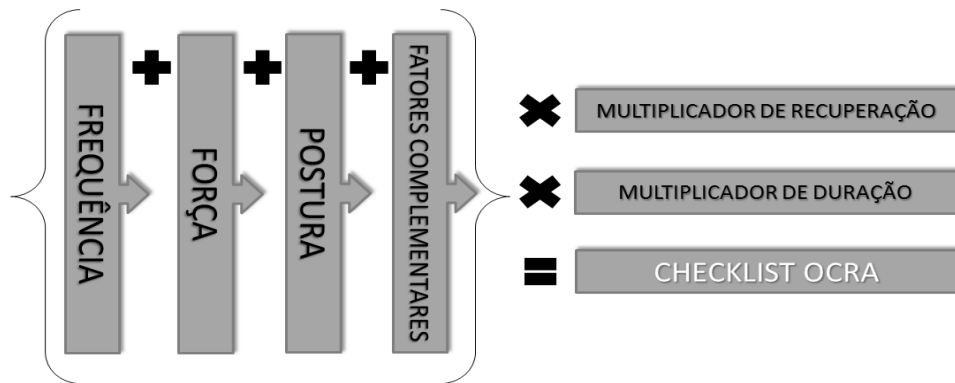 FREQUÊNCIA
FORÇA
POSTURA
FATORES COMPLEMENTARES
MULTIPLICADOR DE RECUPERAÇÃO
MULTIPLICADOR DE DURAÇÃO
CHECKLIST OCRA